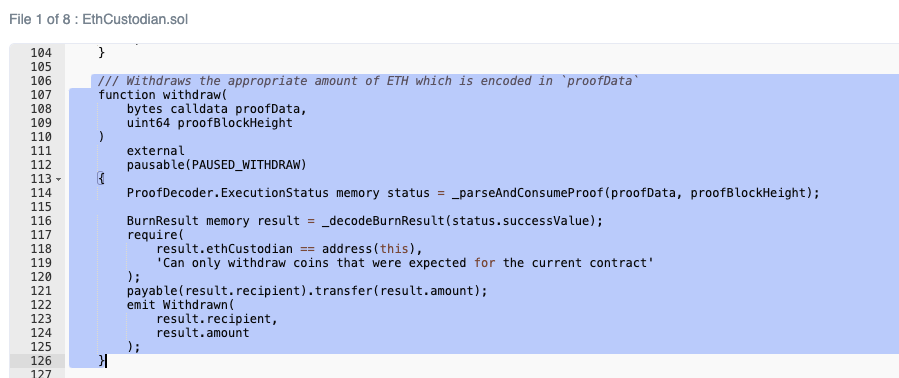 File 1 of 8 : EthCustodian.sol
104 }
105
106 /// Withdraws the appropriate amount of ETH which is encoded in `proofData`
107 function withdraw(
108 bytes calldata proofData,
109 uint64 proofBlockHeight
110 )
111 external
112 pausable(PAUSED_WITHDRAW)
113 {
114 ProofDecoder.ExecutionStatus memory status = _parseAndConsumeProof(proofData, proofBlockHeight);
115
116 BurnResult memory result = _decodeBurnResult(status.successValue);
117 require(
118 result.ethCustodian == address(this),
119 'Can only withdraw coins that were expected for the current contract'
120 );
121 payable(result.recipient).transfer(result.amount);
122 emit Withdrawn(
123 result.recipient,
124 result.amount
125 );
126 }
127